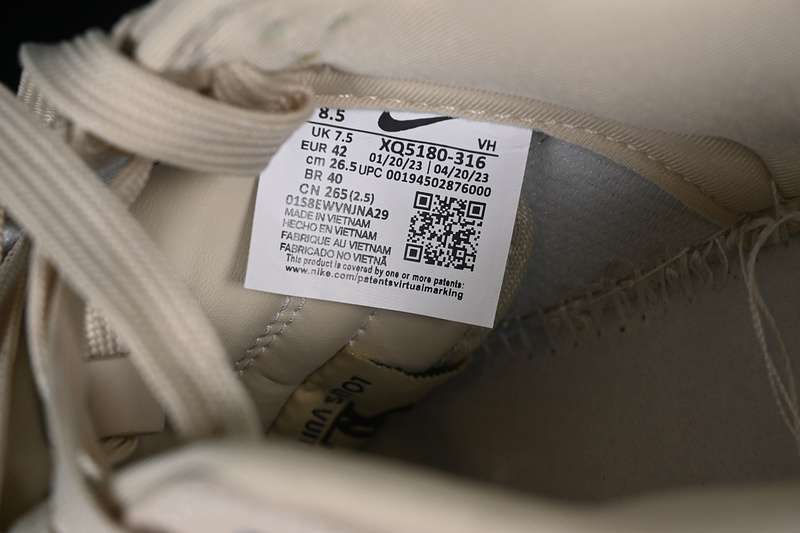 8.5
VH
UK 7.5 XQ5180-316
EUR 42 01/20/23 | 04/20/23
cm 26.5 UPC 00194502876000
BR 40
CN 265(2.5)
01S8EWVNJNA29
MADE IN VIETNAM
HECHO EN VIETNAM
FABRIQUE AU VIETNAM
FABRICADO NO VIETNÃ
This product is covered by one or more patents:
www.nike.com/patentsvirtualmarking